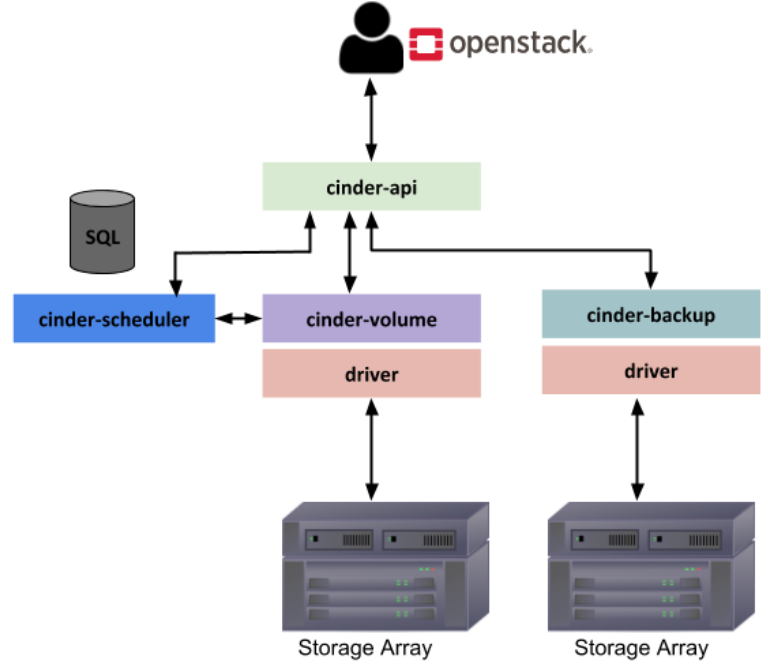 openstack.
cinder-api
SQL
cinder-scheduler
cinder-volume
cinder-backup
driver
driver
Storage Array
Storage Array